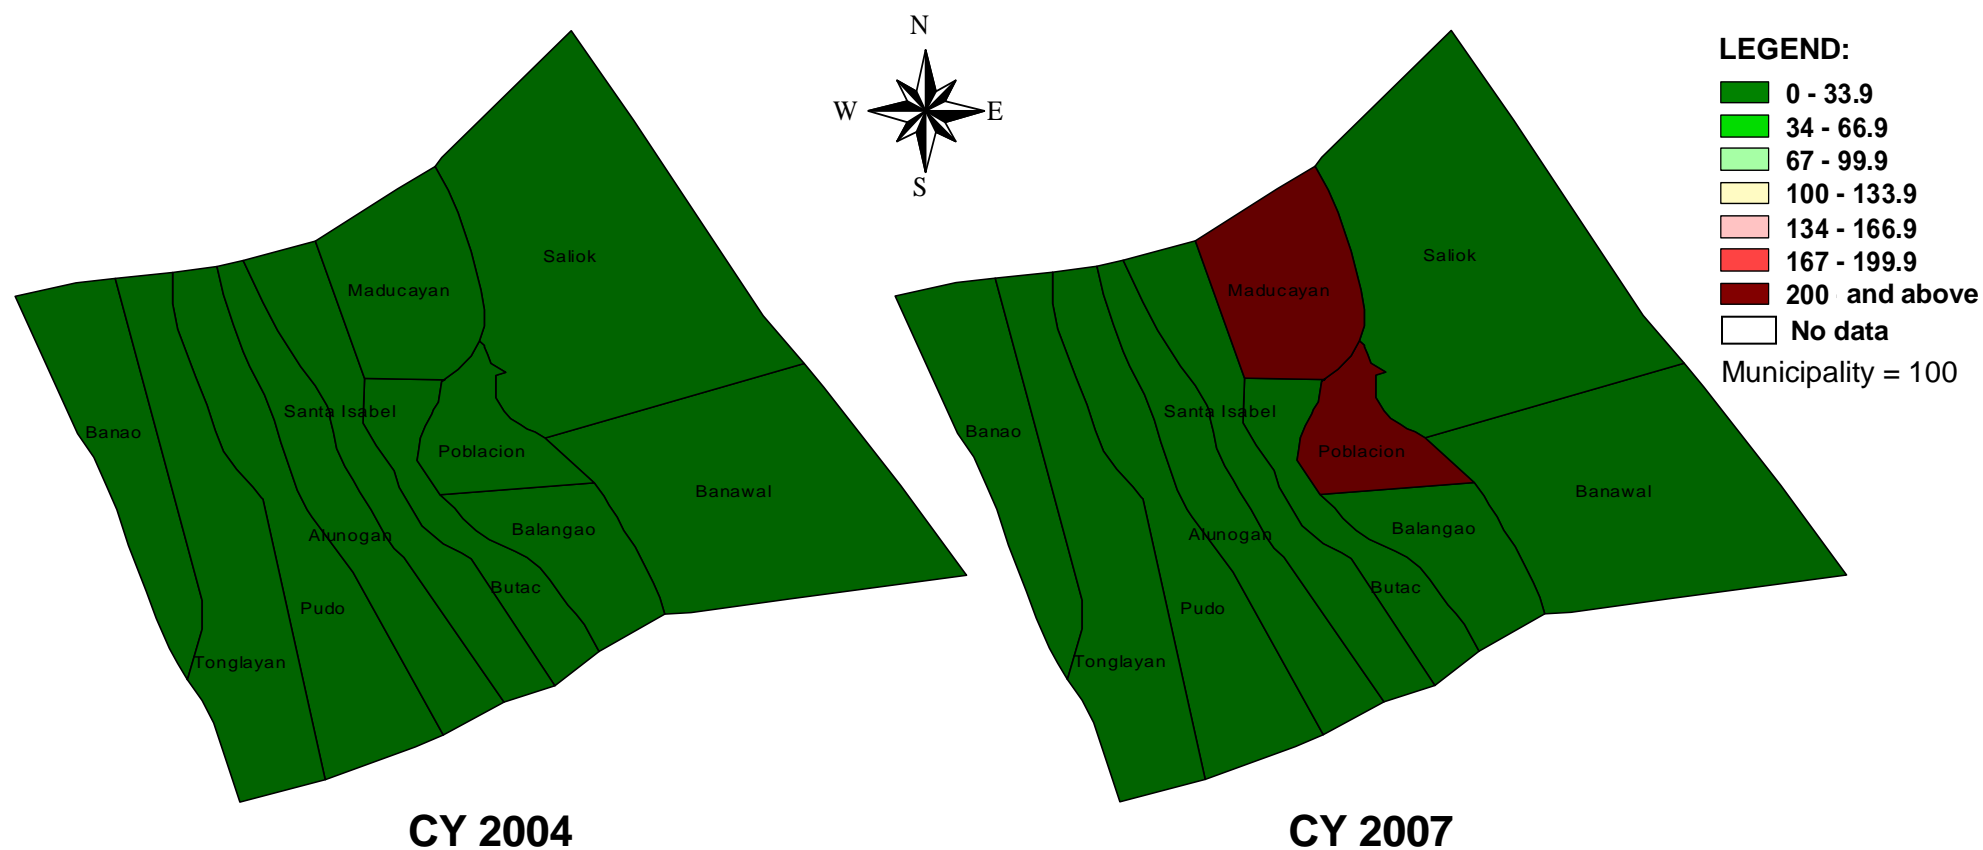 N
W
E
S
Saliok
Maducayan
Santa Isabel
Banao
Poblacion
Banawal
Balangao
Alunogan
Butac
Pudo
Tonglayan
CY 2004
Saliok
Maducayan
Santa Isabel
Banao
Poblacion
Banawal
Balangao
Alunogan
Butac
Pudo
Tonglayan
CY 2007
LEGEND:
0 - 33.9
34 - 66.9
67 - 99.9
100 - 133.9
134 - 166.9
167 - 199.9
200 and above
No data
Municipality = 100